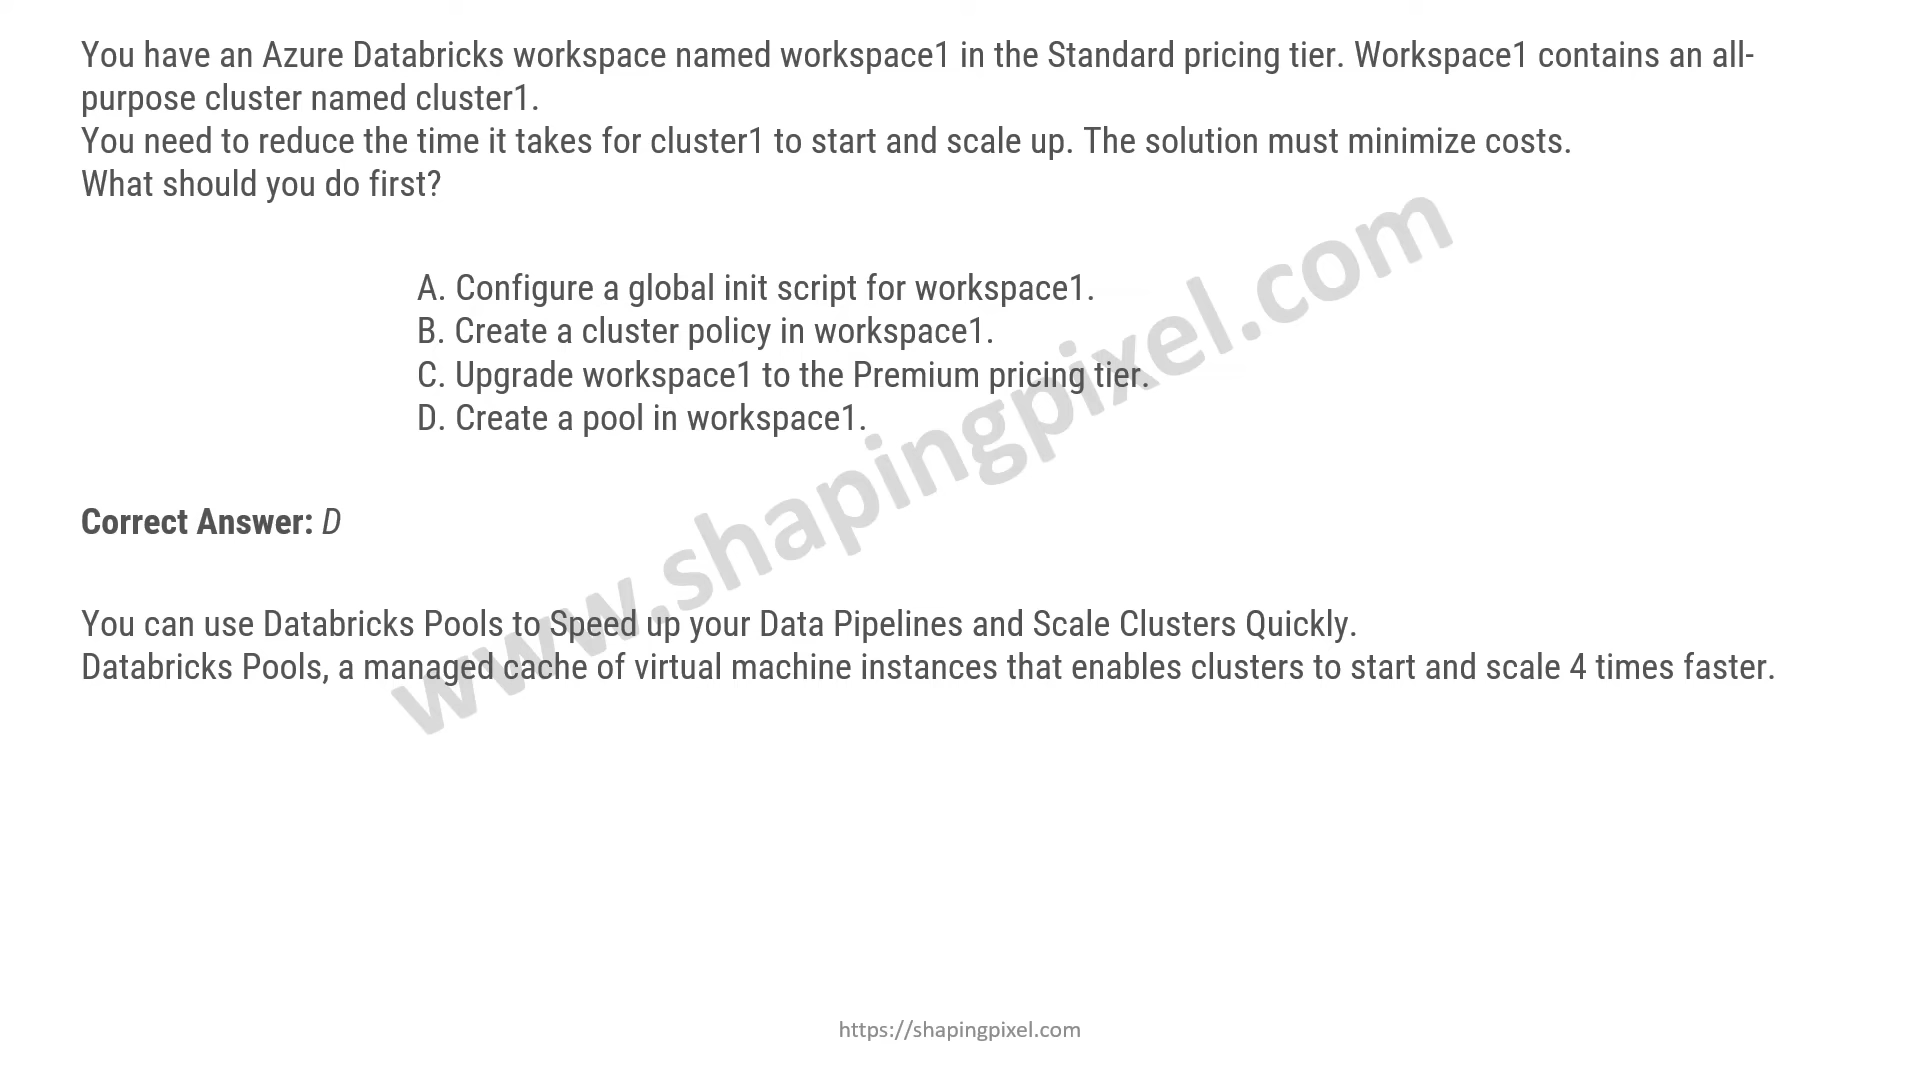 You have an Azure Databricks workspace named workspace1 in the Standard pricing tier. Workspace1 contains an all-
purpose cluster named cluster1.
You need to reduce the time it takes for cluster1 to start and scale up. The solution must minimize costs.
What should you do first?
A. Configure a global init script for workspace1.
B. Create a cluster policy in workspace1.
C. Upgrade workspace1 to the Premium pricing tier.
D. Create a pool in workspace1.
Correct Answer: D
You can use Databricks Pools to Speed up your Data Pipelines and Scale Clusters Quickly.
Databricks Pools, a managed cache of virtual machine instances that enables clusters to start and scale 4 times faster.
www.shapingpixel.com
https://shapingpixel.com